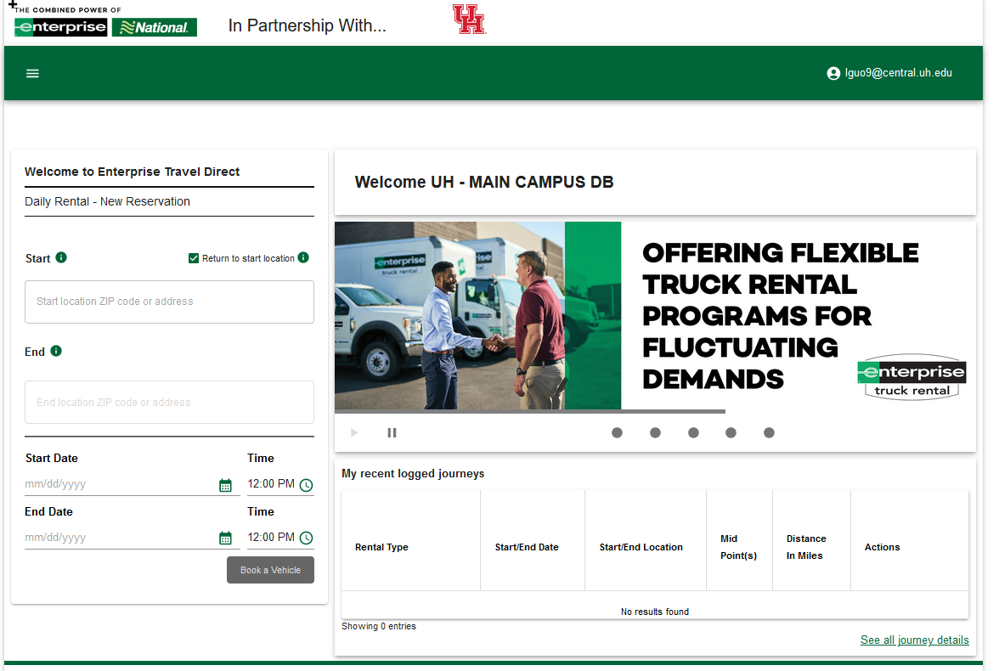 THE COMBINED POWER OF
enterprise National.
In Partnership With...
UH
lguo9@central.uh.edu
Welcome to Enterprise Travel Direct
Daily Rental - New Reservation
Start
Return to start location
Start location ZIP code or address
End
End location ZIP code or address
Start Date Time
mm/dd/yyyy 12:00 PM
End Date Time
mm/dd/yyyy 12:00 PM
Book a Vehicle
Welcome UH - MAIN CAMPUS DB
enterprise
truck rental
ise
rental
OFFERING FLEXIBLE
TRUCK RENTAL
PROGRAMS FOR
FLUCTUATING
DEMANDS
enterprise
truck rental
My recent logged journeys
Rental Type Start/End Date Start/End Location Mid Point(s) Distance In Miles Actions
No results found
Showing 0 entries
See all journey details